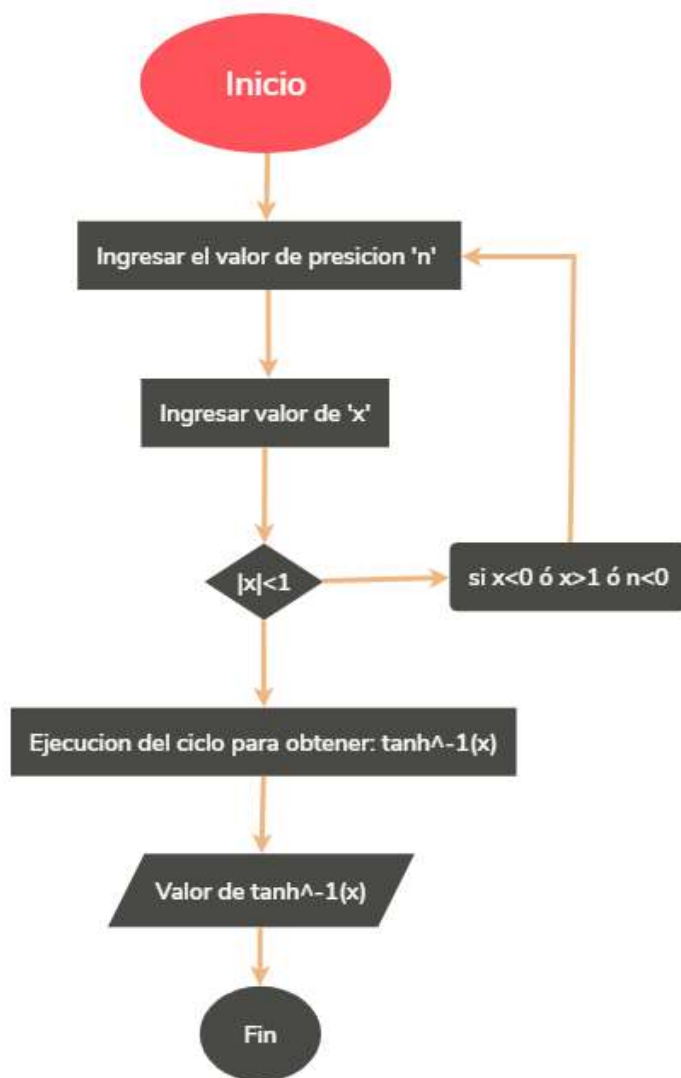 Inicio
Ingresar el valor de presicion 'n'
Ingresar valor de 'x'
|x|<1
si x<0 ó x>1 ó n<0
Ejecucion del ciclo para obtener: tanh^-1(x)
Valor de tanh^-1(x)
Fin